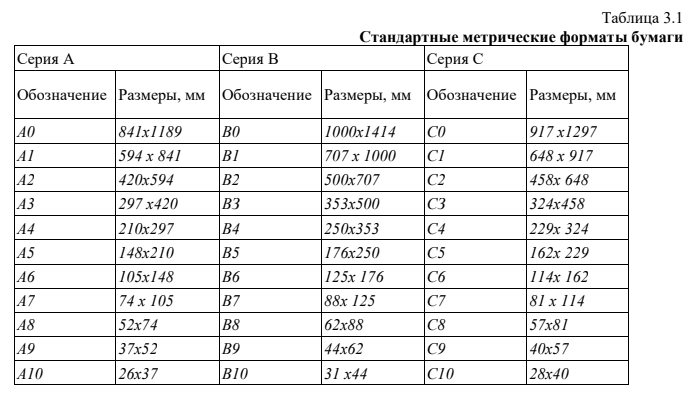 Таблица 3.1
Стандартные метрические форматы бумаги
Серия А Серия В Серия С
Обозначение Размеры, мм Обозначение Размеры, мм Обозначение Размеры, мм
A0 841x1189 B0 1000x1414 C0 917 x1297
A1 594 x 841 B1 707 x 1000 C1 648 x 917
A2 420x594 B2 500x707 C2 458x 648
A3 297 x420 B3 353x500 C3 324x458
A4 210x297 B4 250x353 C4 229x 324
A5 148x210 B5 176x250 C5 162x 229
A6 105x148 B6 125x 176 C6 114x 162
A7 74 x 105 B7 88x 125 C7 81 x 114
A8 52x74 B8 62x88 C8 57x81
A9 37x52 B9 44x62 C9 40x57
A10 26x37 B10 31 x44 C10 28x40